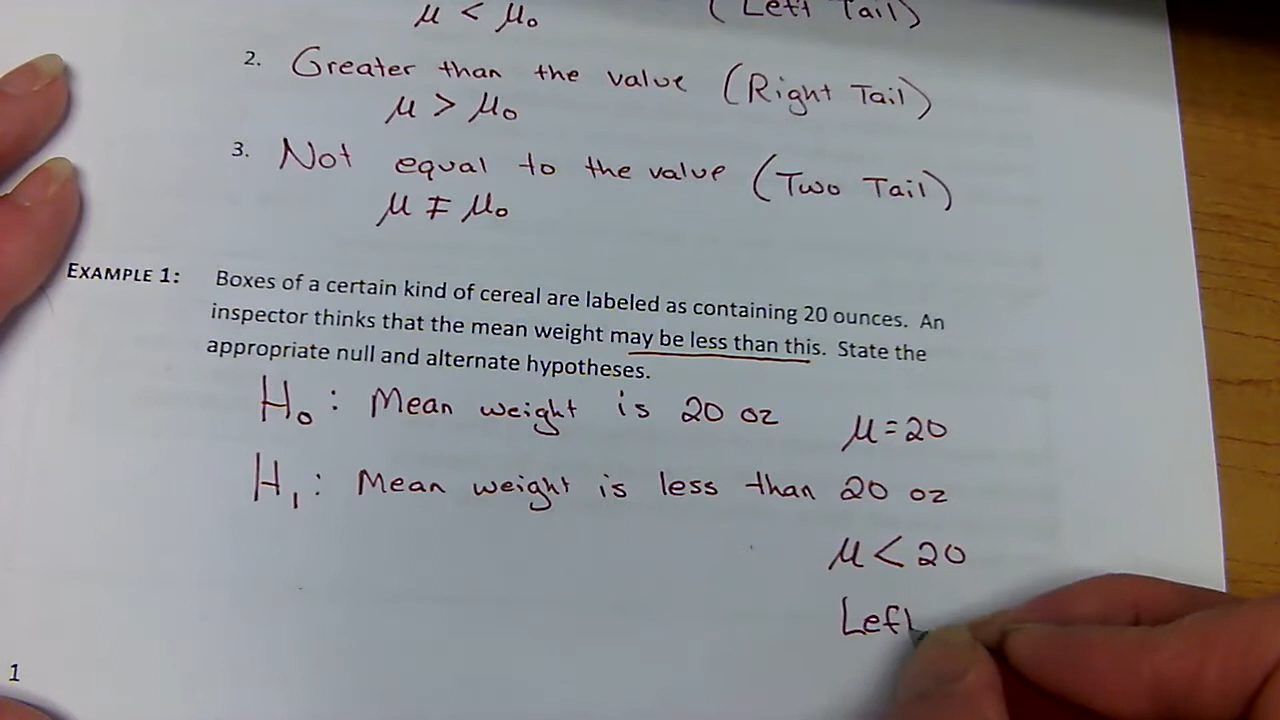 μ < μ₀ (Left Tail)
2. Greater than the value (Right Tail)
μ > μ₀
3. Not equal to the value (Two Tail)
μ ≠ μ₀
EXAMPLE 1: Boxes of a certain kind of cereal are labeled as containing 20 ounces. An
inspector thinks that the mean weight may be less than this. State the
appropriate null and alternate hypotheses.
H₀: Mean weight is 20 oz μ = 20
H₁: Mean weight is less than 20 oz
μ < 20
Left
1